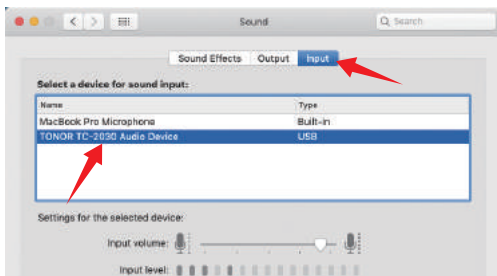 Sound
Search
Sound Effects Output Input
Select a device for sound input:
Name Type
MacBook Pro Microphone Built-in
TONOR TC-2030 Audio Device USB
Settings for the selected device:
Input volume:
Input level: